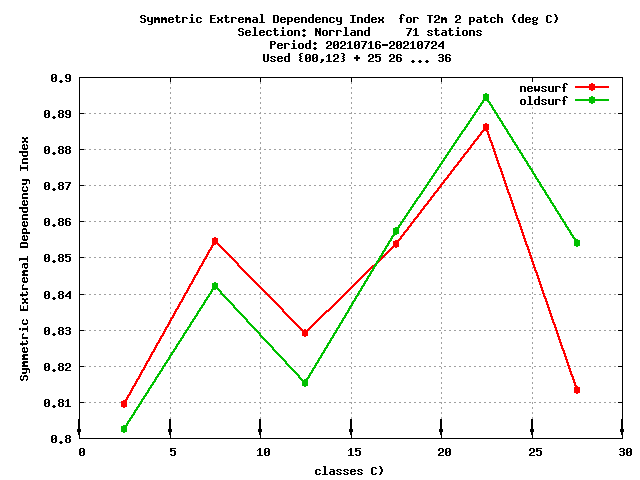 Symmetric Extremal Dependency Index  for T2m 2 patch (deg C)
Selection: Norrland     71 stations
Period: 20210716-20210724
Used {00,12} + 25 26 ... 36
newsurf
oldsurf
Symmetric Extremal Dependency Index
0.9
0.89
0.88
0.87
0.86
0.85
0.84
0.83
0.82
0.81
0.8
0 5 10 15 20 25 30
classes C)